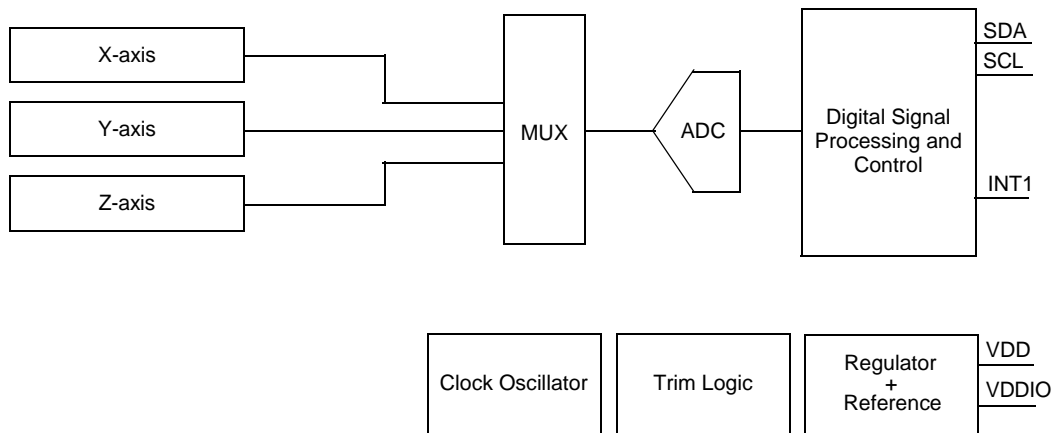 X-axis
Y-axis
Z-axis
MUX
ADC
Digital Signal
Processing and
Control
SDA
SCL
INT1
Clock Oscillator
Trim Logic
Regulator
+
Reference
VDD
VDDIO